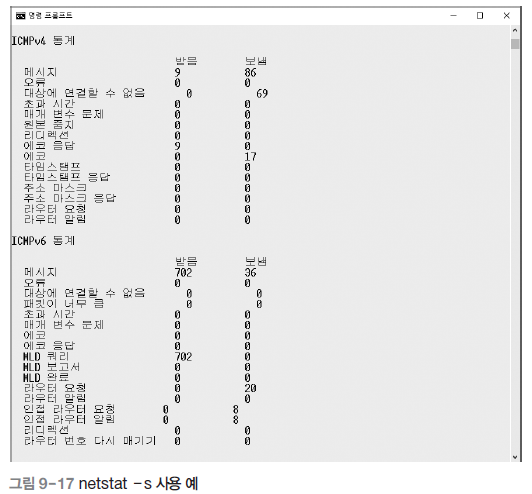 명령 프롬프트
ICMPv4 통계
받음 보냄
메시지 9 86
오류 0 0
대상에 연결할 수 없음 0 69
초과 시간 0 0
매개 변수 문제 0 0
원본 품지 0 0
리디렉션 0 0
에코 응답 9 0
에코 0 17
타임스탬프 0 0
타임스탬프 응답 0 0
주소 마스크 0 0
주소 마스크 응답 0 0
라우터 요청 0 0
라우터 알림 0 0
ICMPv6 통계
받음 보냄
메시지 702 36
오류 0 0
대상에 연결할 수 없음 0 0
패킷이 너무 큼 0 0
초과 시간 0 0
매개 변수 문제 0 0
에코 0 0
에코 응답 0 0
MLD 쿼리 702 0
MLD 보고서 0 0
MLD 완료 0 0
라우터 요청 0 20
라우터 알림 0 0
인접 라우터 요청 0 8
인접 라우터 알림 0 8
리디렉션 0 0
라우터 번호 다시 매기기 0 0
그림 9-17 netstat -s 사용 예